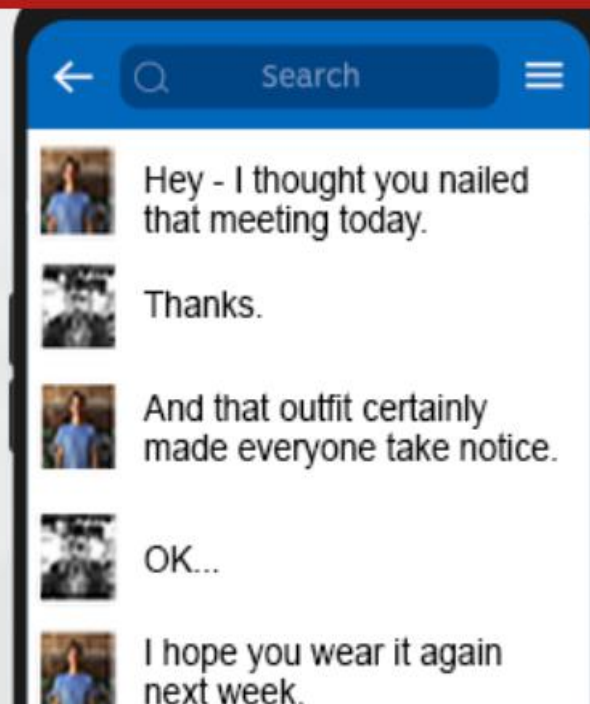 Search
Hey - I thought you nailed
that meeting today.
Thanks.
And that outfit certainly
made everyone take notice.
OK...
I hope you wear it again
next week.